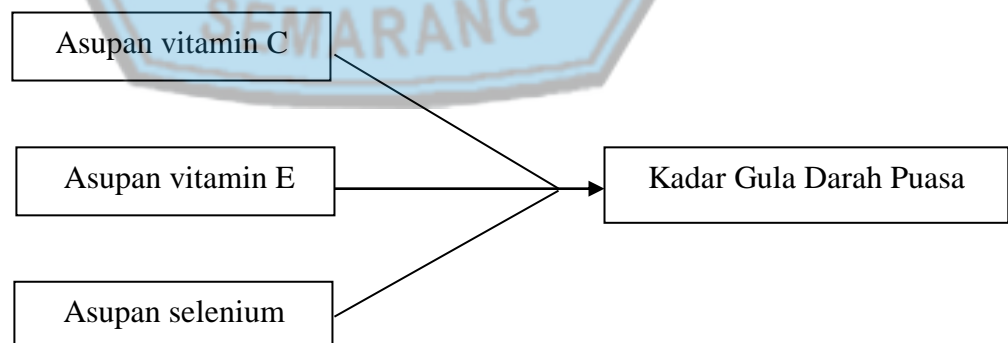 SEMARANG
Asupan vitamin C
Asupan vitamin E
Kadar Gula Darah Puasa
Asupan selenium